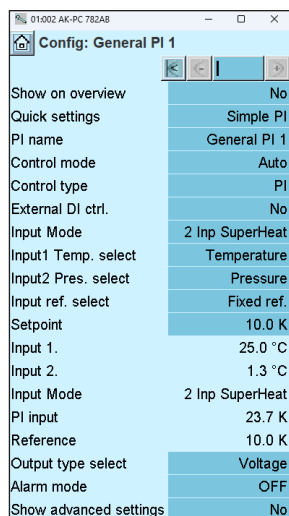 01:002 AK-PC 782AB
Config: General PI 1
Show on overview No
Quick settings Simple PI
PI name General PI 1
Control mode Auto
Control type PI
External DI ctrl. No
Input Mode 2 Inp SuperHeat
Input1 Temp. select Temperature
Input2 Pres. select Pressure
Input ref. select Fixed ref.
Setpoint 10.0 K
Input 1. 25.0 °C
Input 2. 1.3 °C
Input Mode 2 Inp SuperHeat
PI input 23.7 K
Reference 10.0 K
Output type select Voltage
Alarm mode OFF
Show advanced settings No